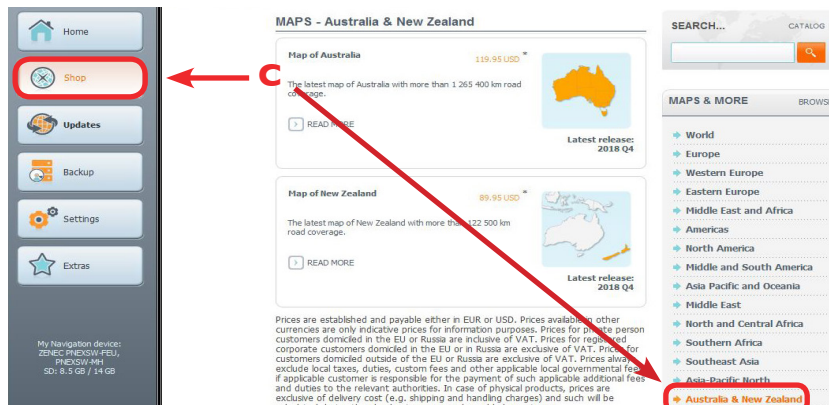 Home
Shop
Updates
Backup
Settings
Extras
My Navigation device:
ZENEC PNEXSW-FEU,
PNEXSW-MH
SD: 8.5 GB / 14 GB
C
MAPS - Australia & New Zealand
Map of Australia
119.95 USD *
The latest map of Australia with more than 1 265 400 km road
coverage.
READ MORE
Latest release:
2018 Q4
Map of New Zealand
89.95 USD *
The latest map of New Zealand with more than 122 500 km
road coverage.
READ MORE
Latest release:
2018 Q4
Prices are established and payable either in EUR or USD. Prices available in other
currencies are only indicative prices for information purposes. Prices for private person
customers domiciled in the EU or Russia are inclusive of VAT. Prices for registered
corporate customers domiciled in the EU or in Russia are exclusive of VAT. Prices for
customers domiciled outside of the EU or Russia are exclusive of VAT. Prices always
exclude local taxes, duties, custom fees and other applicable local governmental fees
if applicable customer is responsible for the payment of such applicable additional fees
and duties to the relevant authorities. In case of physical products, prices are
exclusive of delivery cost (e.g. shipping and handling charges) and such will be
SEARCH...
CATALOG
MAPS & MORE
BROWSE
World
Europe
Western Europe
Eastern Europe
Middle East and Africa
Americas
North America
Middle and South America
Asia Pacific and Oceania
Middle East
North and Central Africa
Southern Africa
Southeast Asia
Asia-Pacific North
Australia & New Zealand